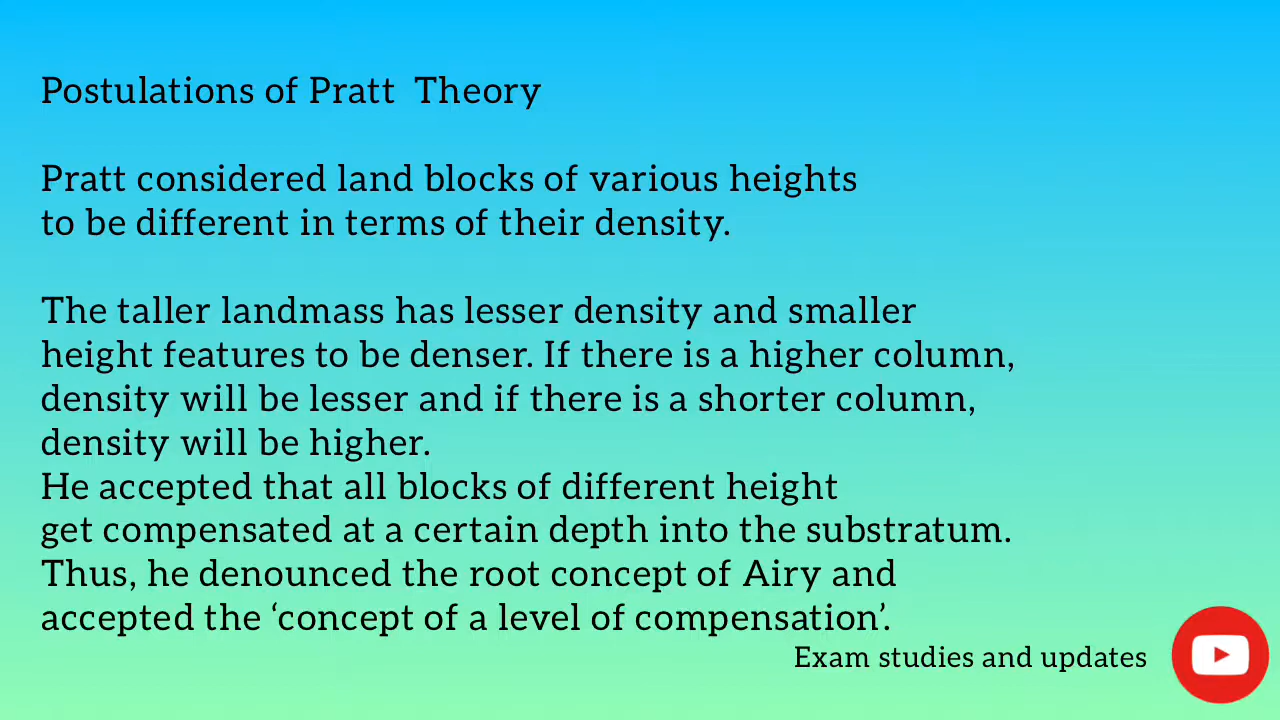 Postulations of Pratt  Theory
Pratt considered land blocks of various heights
to be different in terms of their density.
The taller landmass has lesser density and smaller
height features to be denser. If there is a higher column,
density will be lesser and if there is a shorter column,
density will be higher.
He accepted that all blocks of different height
get compensated at a certain depth into the substratum.
Thus, he denounced the root concept of Airy and
accepted the ‘concept of a level of compensation’.
Exam studies and updates